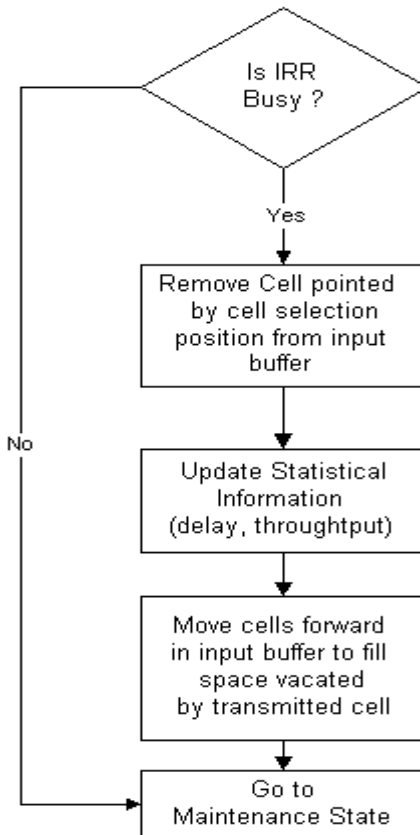 Is IRR
Busy ?
Yes
Remove Cell pointed
by cell selection
position from input
buffer
No
Update Statistical
Information
(delay, throughtput)
Move cells forward
in input buffer to fill
space vacated
by transmitted cell
Go to
Maintenance State